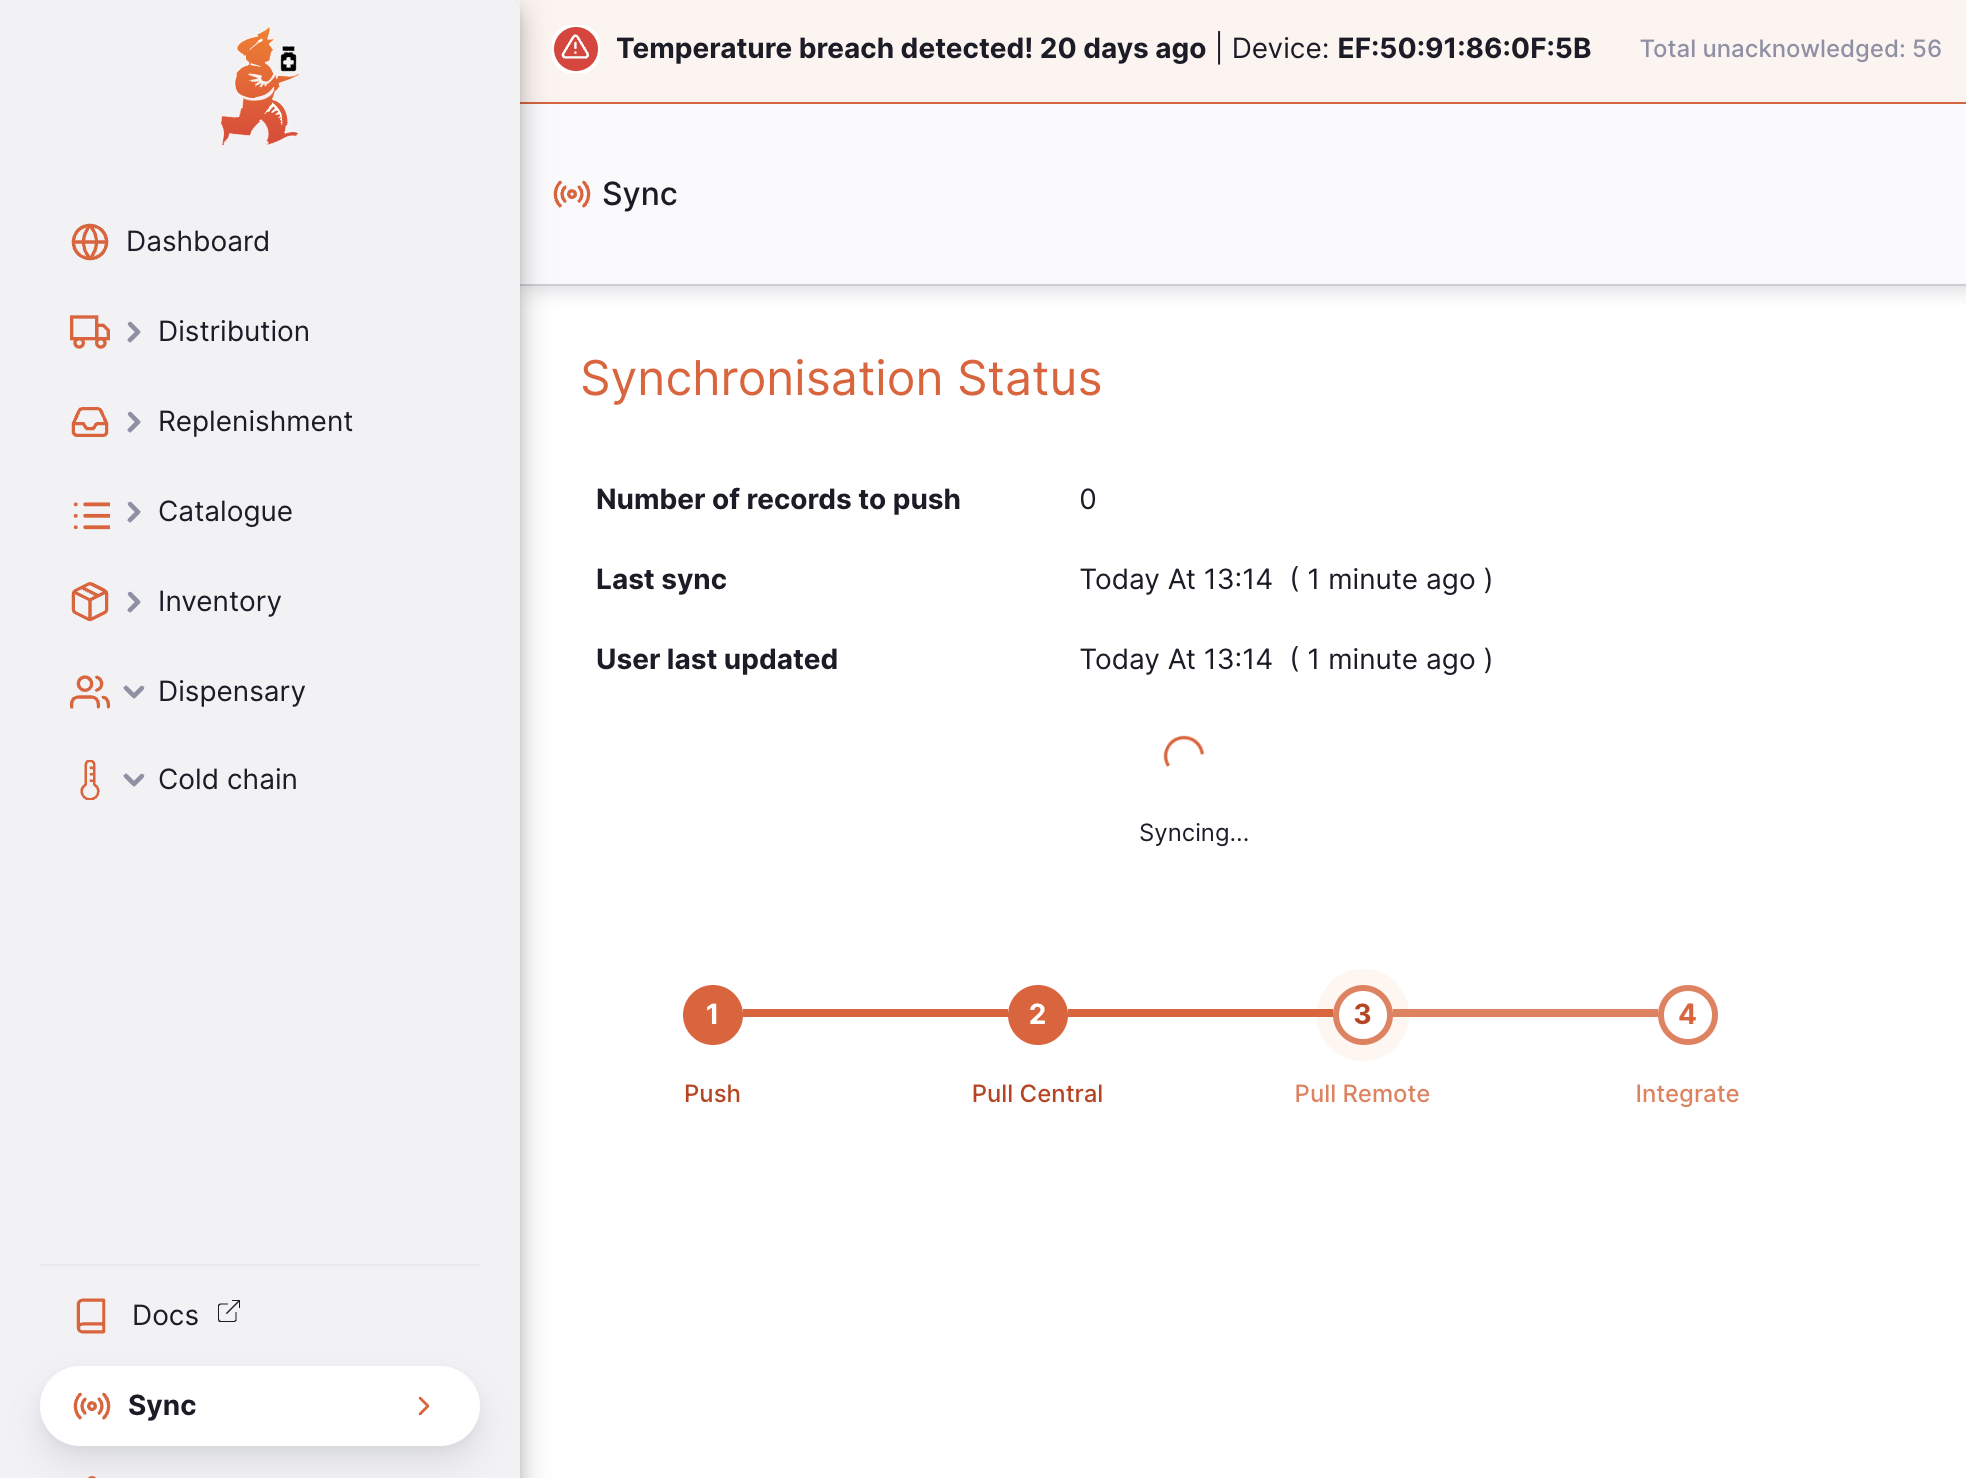 Temperature breach detected! 20 days ago | Device: EF:50:91:86:0F:5B Total unacknowledged: 56
Sync
Dashboard
Distribution
Replenishment
Catalogue
Inventory
Dispensary
Cold chain
Docs
Sync
Synchronisation Status
Number of records to push 0
Last sync Today At 13:14 ( 1 minute ago )
User last updated Today At 13:14 ( 1 minute ago )
Syncing...
1 2 3 4
Push Pull Central Pull Remote Integrate